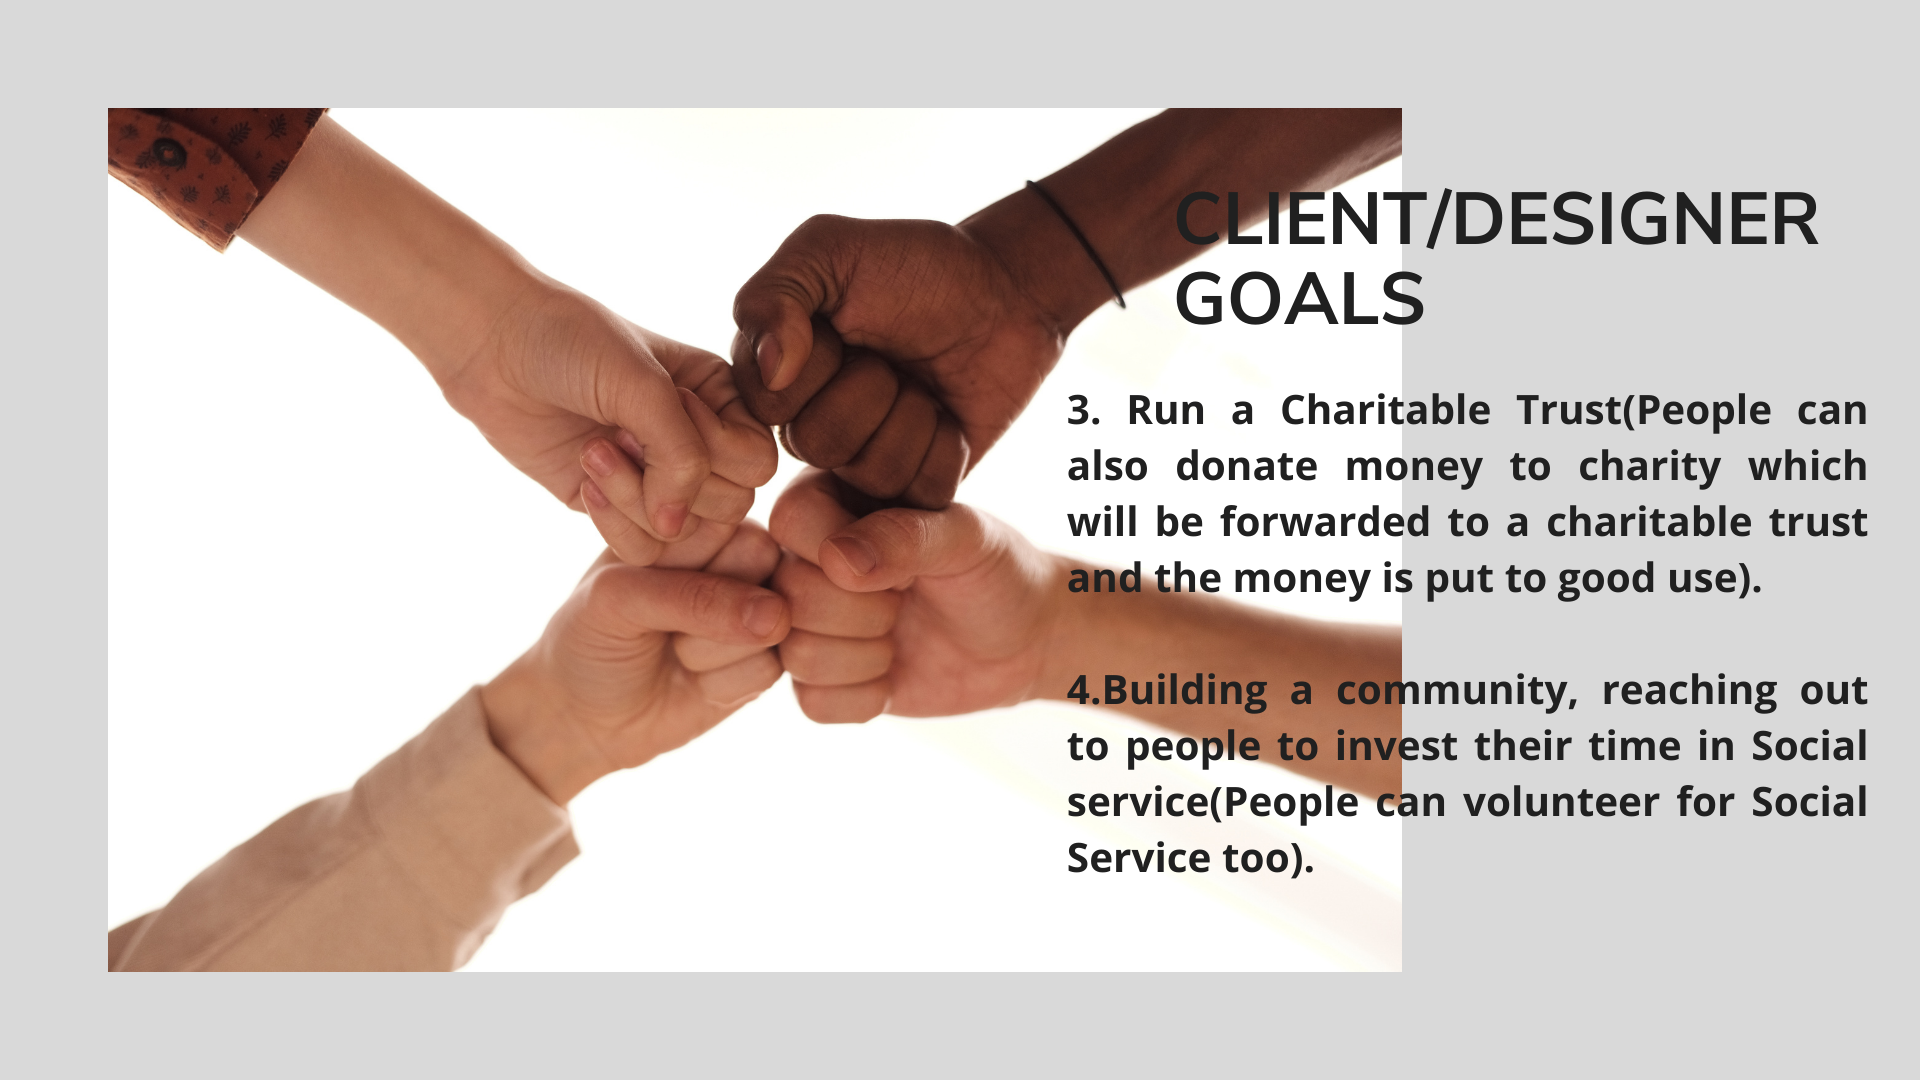 CLIENT/DESIGNER
GOALS
3. Run a Charitable Trust(People can
also donate money to charity which
will be forwarded to a charitable trust
and the money is put to good use).
4.Building a community, reaching out
to people to invest their time in Social
service(People can volunteer for Social
Service too).